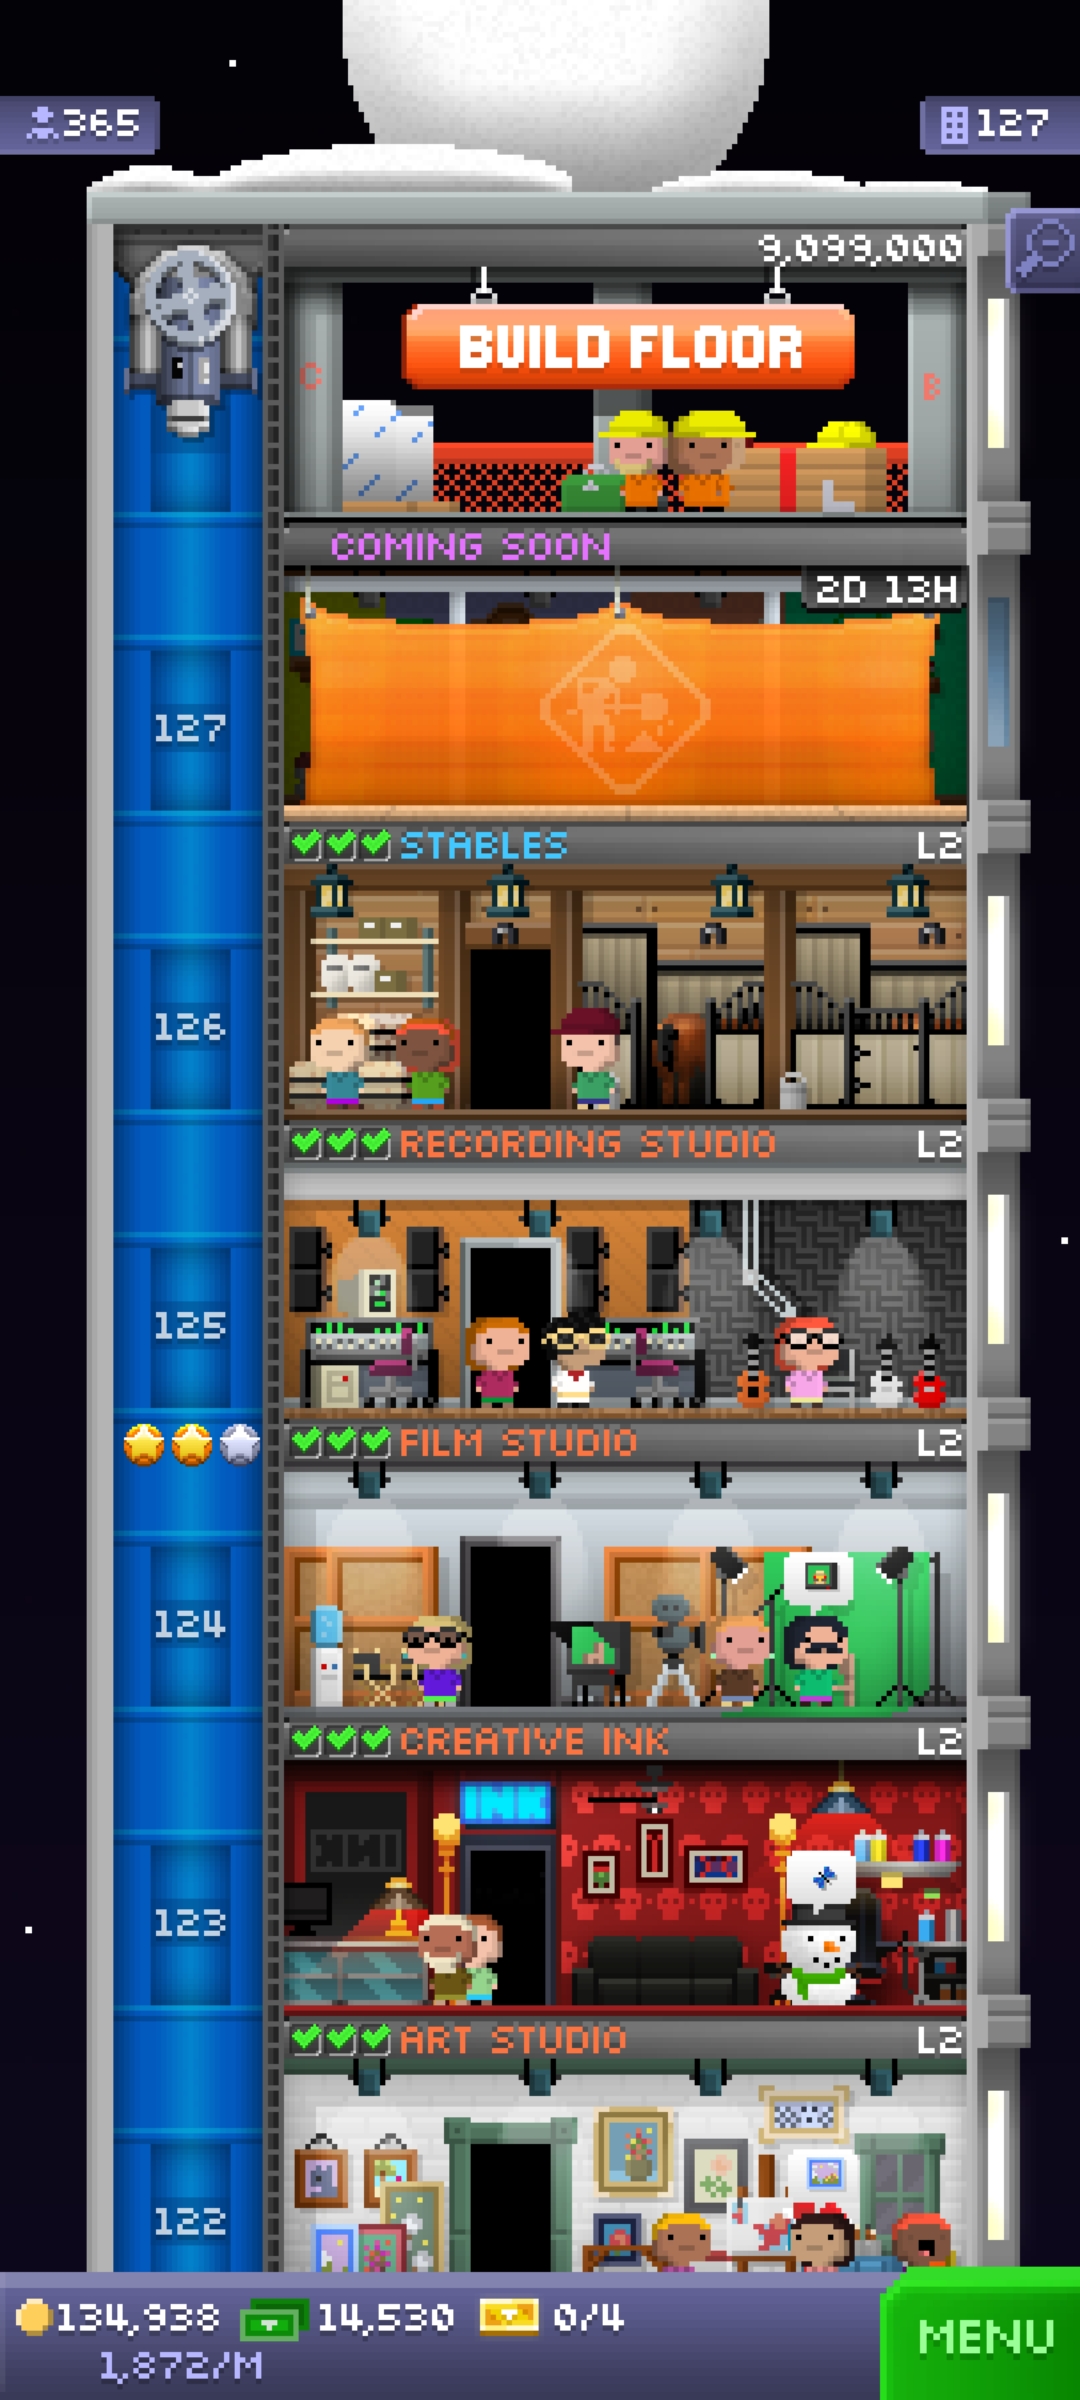 365
127
9,099,000
C
BUILD FLOOR
B
COMING SOON
2D 13H
127
STABLES L2
126
RECORDING STUDIO L2
125
FILM STUDIO L2
124
CREATIVE INK L2
INK
INK
123
ART STUDIO L2
122
134,938 14,530 0/4
1,872/M
MENU